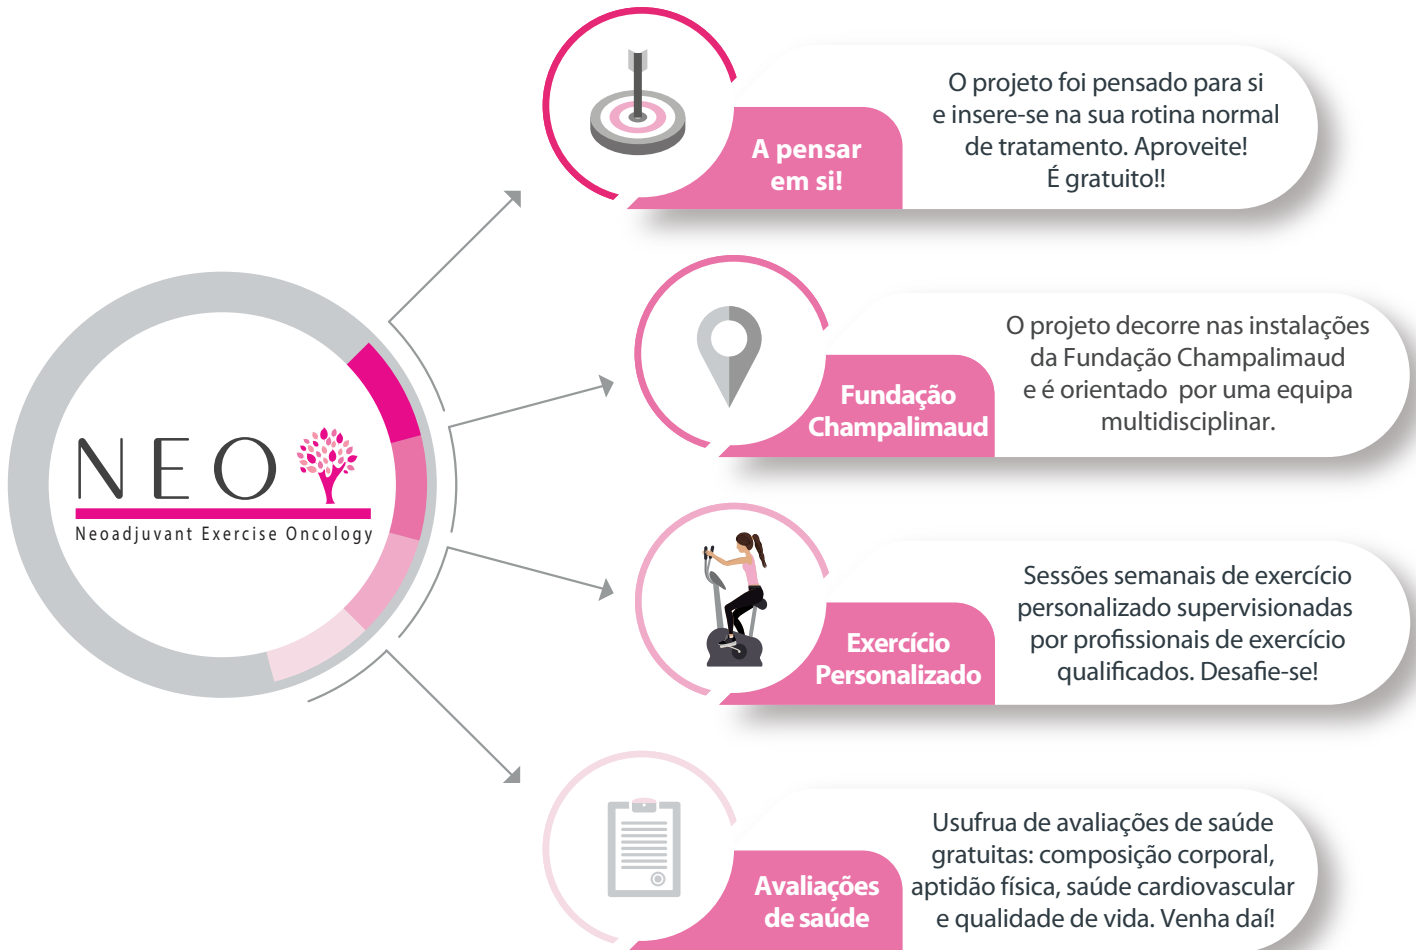 A pensar
em si!
O projeto foi pensado para si
e insere-se na sua rotina normal
de tratamento. Aproveite!
É gratuito!!
Fundação
Champalimaud
O projeto decorre nas instalações
da Fundação Champalimaud
e é orientado por uma equipa
multidisciplinar.
NEO
Neoadjuvant Exercise Oncology
Exercício
Personalizado
Sessões semanais de exercício
personalizado supervisionadas
por profissionais de exercício
qualificados. Desafie-se!
Avaliações
de saúde
Usufrua de avaliações de saúde
gratuitas: composição corporal,
aptidão física, saúde cardiovascular
e qualidade de vida. Venha daí!